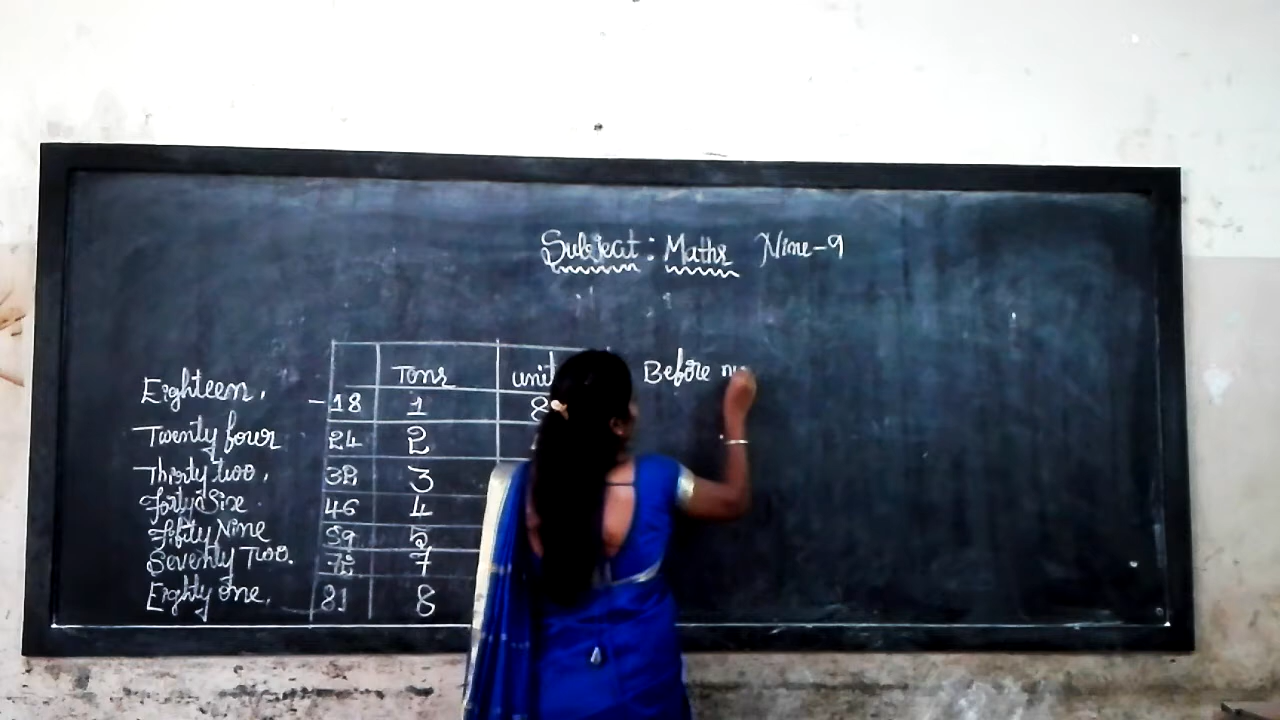 Subject : Maths Nine-9
Tens unit Before nu
Eighteen, -18 1 8
Twenty four 24 2
Thirty two, 32 3
Forty Six 46 4
Fifty Nine 59 5
Seventy Two. 72 7
Eighty one, 81 8